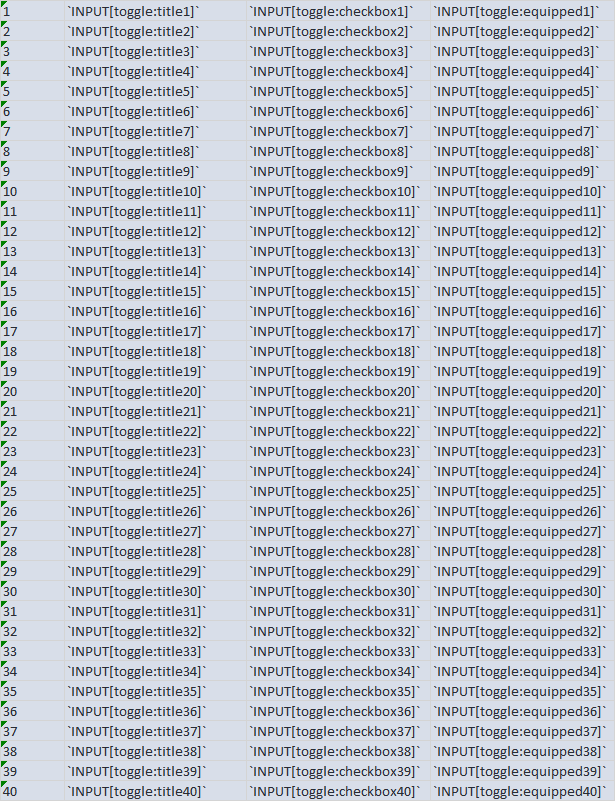 1 `INPUT[toggle:title1]` `INPUT[toggle:checkbox1]` `INPUT[toggle:equipped1]`
2 `INPUT[toggle:title2]` `INPUT[toggle:checkbox2]` `INPUT[toggle:equipped2]`
3 `INPUT[toggle:title3]` `INPUT[toggle:checkbox3]` `INPUT[toggle:equipped3]`
4 `INPUT[toggle:title4]` `INPUT[toggle:checkbox4]` `INPUT[toggle:equipped4]`
5 `INPUT[toggle:title5]` `INPUT[toggle:checkbox5]` `INPUT[toggle:equipped5]`
6 `INPUT[toggle:title6]` `INPUT[toggle:checkbox6]` `INPUT[toggle:equipped6]`
7 `INPUT[toggle:title7]` `INPUT[toggle:checkbox7]` `INPUT[toggle:equipped7]`
8 `INPUT[toggle:title8]` `INPUT[toggle:checkbox8]` `INPUT[toggle:equipped8]`
9 `INPUT[toggle:title9]` `INPUT[toggle:checkbox9]` `INPUT[toggle:equipped9]`
10 `INPUT[toggle:title10]` `INPUT[toggle:checkbox10]` `INPUT[toggle:equipped10]`
11 `INPUT[toggle:title11]` `INPUT[toggle:checkbox11]` `INPUT[toggle:equipped11]`
12 `INPUT[toggle:title12]` `INPUT[toggle:checkbox12]` `INPUT[toggle:equipped12]`
13 `INPUT[toggle:title13]` `INPUT[toggle:checkbox13]` `INPUT[toggle:equipped13]`
14 `INPUT[toggle:title14]` `INPUT[toggle:checkbox14]` `INPUT[toggle:equipped14]`
15 `INPUT[toggle:title15]` `INPUT[toggle:checkbox15]` `INPUT[toggle:equipped15]`
16 `INPUT[toggle:title16]` `INPUT[toggle:checkbox16]` `INPUT[toggle:equipped16]`
17 `INPUT[toggle:title17]` `INPUT[toggle:checkbox17]` `INPUT[toggle:equipped17]`
18 `INPUT[toggle:title18]` `INPUT[toggle:checkbox18]` `INPUT[toggle:equipped18]`
19 `INPUT[toggle:title19]` `INPUT[toggle:checkbox19]` `INPUT[toggle:equipped19]`
20 `INPUT[toggle:title20]` `INPUT[toggle:checkbox20]` `INPUT[toggle:equipped20]`
21 `INPUT[toggle:title21]` `INPUT[toggle:checkbox21]` `INPUT[toggle:equipped21]`
22 `INPUT[toggle:title22]` `INPUT[toggle:checkbox22]` `INPUT[toggle:equipped22]`
23 `INPUT[toggle:title23]` `INPUT[toggle:checkbox23]` `INPUT[toggle:equipped23]`
24 `INPUT[toggle:title24]` `INPUT[toggle:checkbox24]` `INPUT[toggle:equipped24]`
25 `INPUT[toggle:title25]` `INPUT[toggle:checkbox25]` `INPUT[toggle:equipped25]`
26 `INPUT[toggle:title26]` `INPUT[toggle:checkbox26]` `INPUT[toggle:equipped26]`
27 `INPUT[toggle:title27]` `INPUT[toggle:checkbox27]` `INPUT[toggle:equipped27]`
28 `INPUT[toggle:title28]` `INPUT[toggle:checkbox28]` `INPUT[toggle:equipped28]`
29 `INPUT[toggle:title29]` `INPUT[toggle:checkbox29]` `INPUT[toggle:equipped29]`
30 `INPUT[toggle:title30]` `INPUT[toggle:checkbox30]` `INPUT[toggle:equipped30]`
31 `INPUT[toggle:title31]` `INPUT[toggle:checkbox31]` `INPUT[toggle:equipped31]`
32 `INPUT[toggle:title32]` `INPUT[toggle:checkbox32]` `INPUT[toggle:equipped32]`
33 `INPUT[toggle:title33]` `INPUT[toggle:checkbox33]` `INPUT[toggle:equipped33]`
34 `INPUT[toggle:title34]` `INPUT[toggle:checkbox34]` `INPUT[toggle:equipped34]`
35 `INPUT[toggle:title35]` `INPUT[toggle:checkbox35]` `INPUT[toggle:equipped35]`
36 `INPUT[toggle:title36]` `INPUT[toggle:checkbox36]` `INPUT[toggle:equipped36]`
37 `INPUT[toggle:title37]` `INPUT[toggle:checkbox37]` `INPUT[toggle:equipped37]`
38 `INPUT[toggle:title38]` `INPUT[toggle:checkbox38]` `INPUT[toggle:equipped38]`
39 `INPUT[toggle:title39]` `INPUT[toggle:checkbox39]` `INPUT[toggle:equipped39]`
40 `INPUT[toggle:title40]` `INPUT[toggle:checkbox40]` `INPUT[toggle:equipped40]`